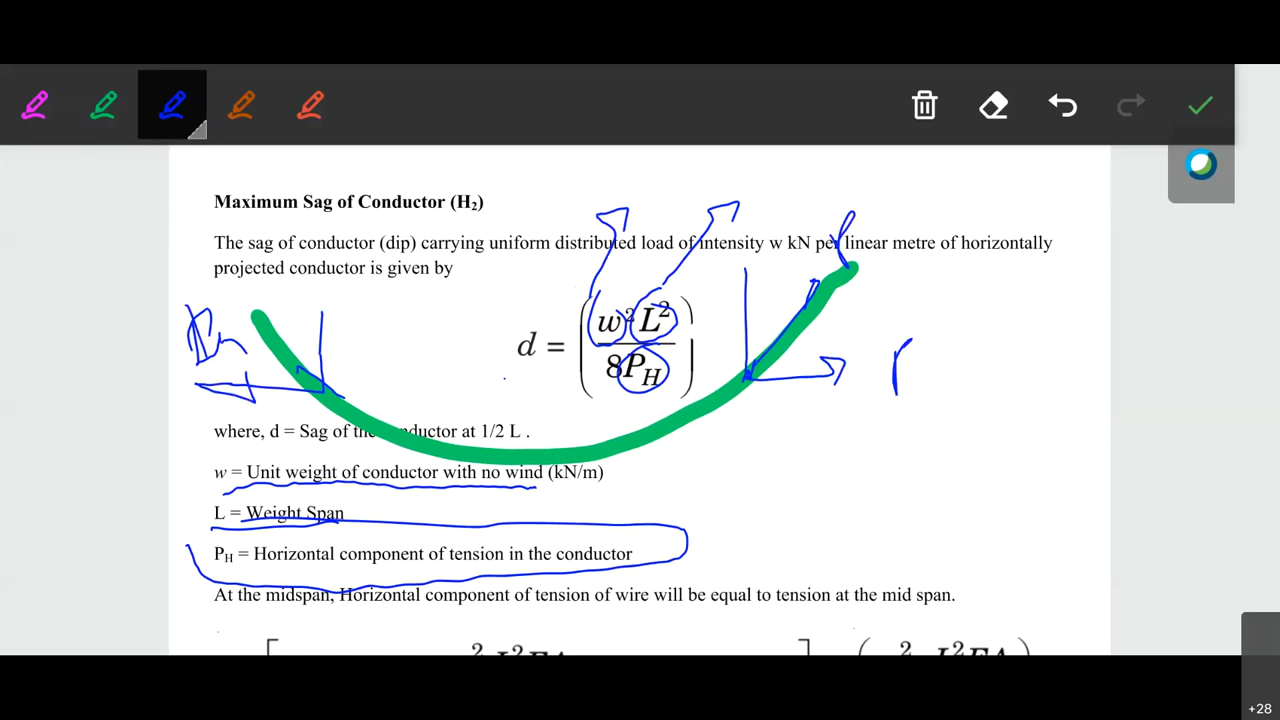 Maximum Sag of Conductor (H₂)
The sag of conductor (dip) carrying uniform distributed load of intensity w kN per linear metre of horizontally
projected conductor is given by
d = (w² L² / 8P_H)
where, d = Sag of the conductor at 1/2 L .
w = Unit weight of conductor with no wind (kN/m)
L = Weight Span
P_H = Horizontal component of tension in the conductor
At the midspan, Horizontal component of tension of wire will be equal to tension at the mid span.
+28